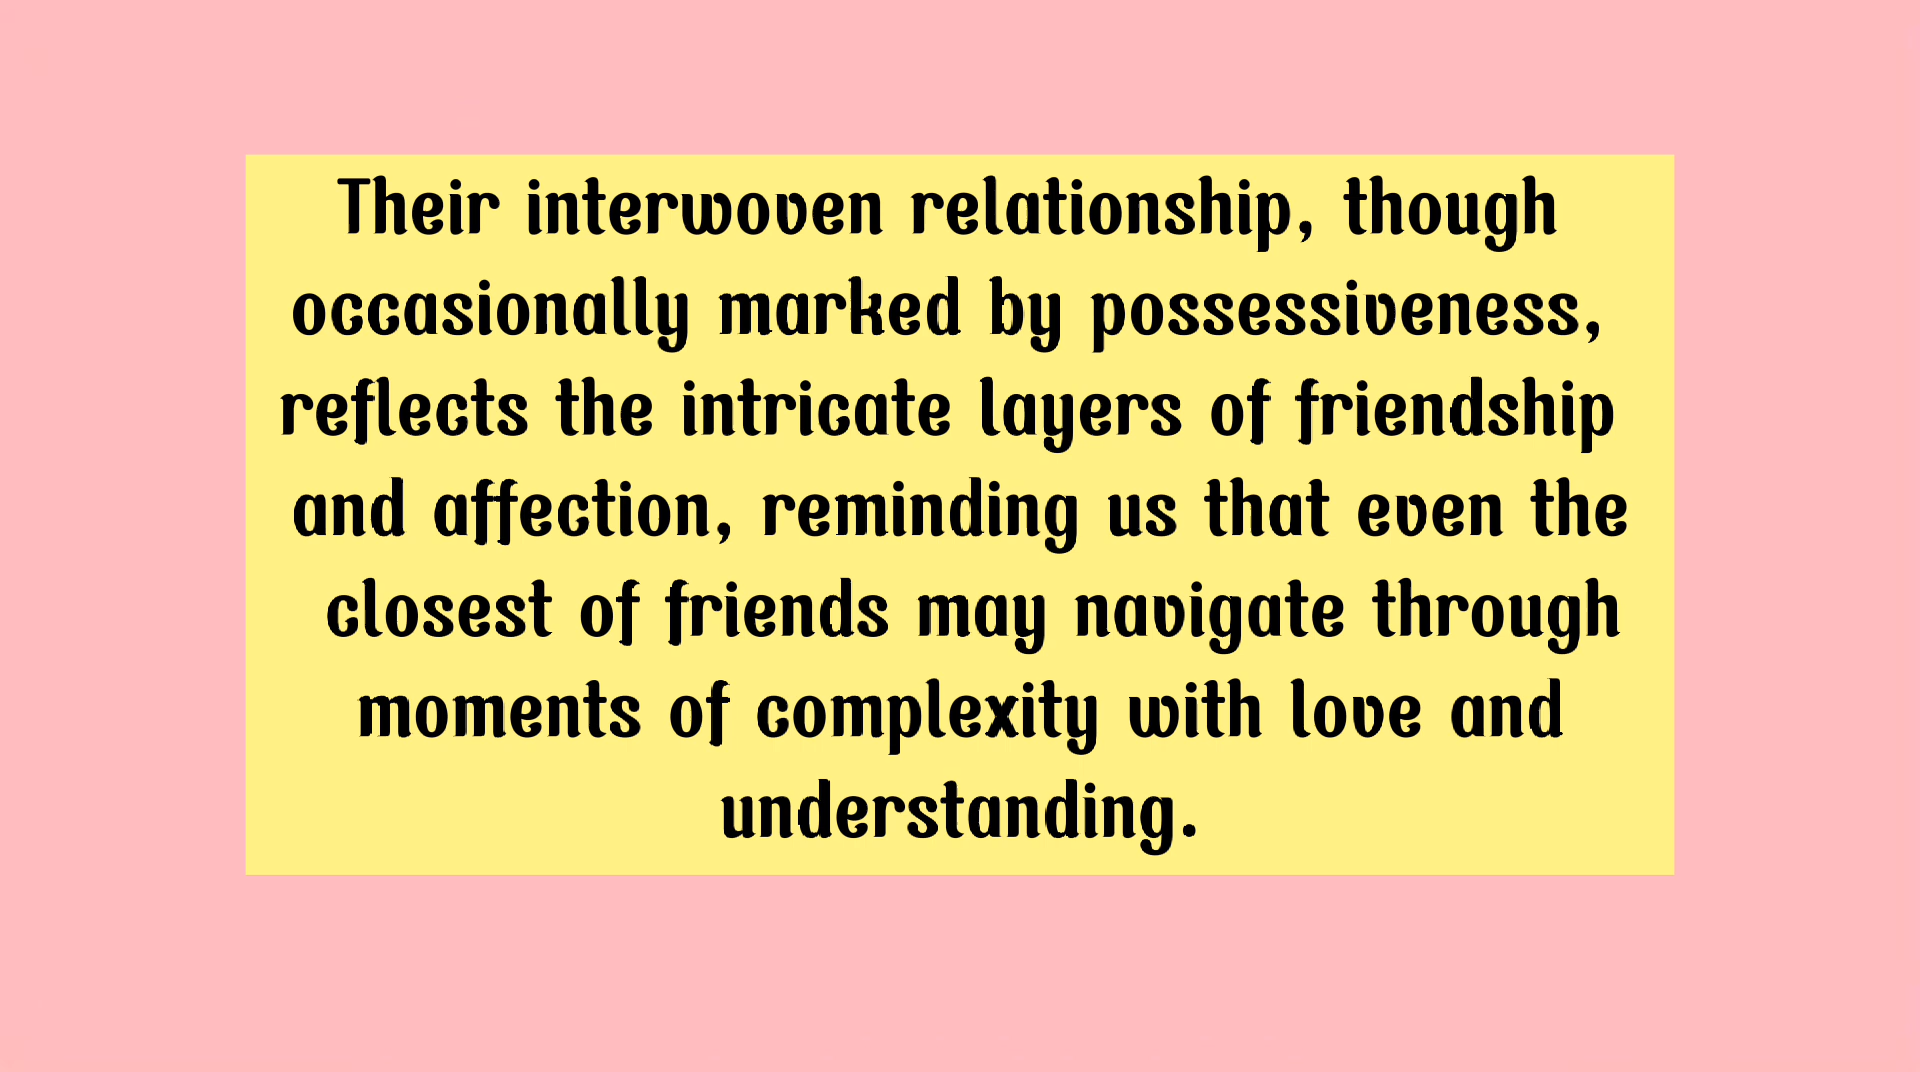 Their interwoven relationship, though
occasionally marked by possessiveness,
reflects the intricate layers of friendship
and affection, reminding us that even the
closest of friends may navigate through
moments of complexity with love and
understanding.